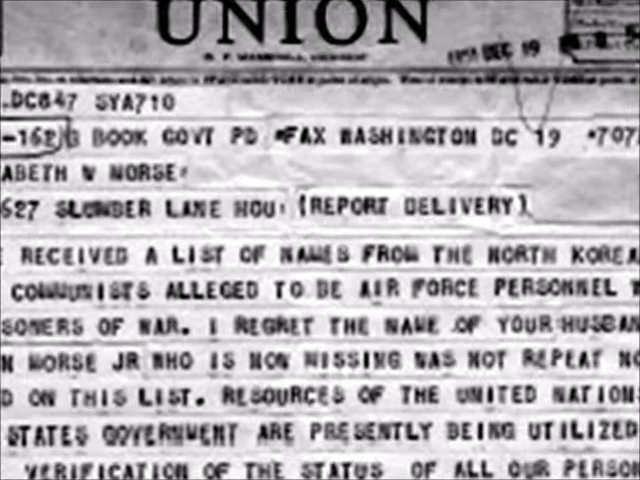 UNION
DEC 19
.DC847 SYA710
-162)B BOOK GOVT PD =FAX WASHINGTON DC 19 *707
ABETH W MORSE=
627 SLUMBER LANE HOU= (REPORT DELIVERY)
RECEIVED A LIST OF NAMES FROM THE NORTH KOREA
COMMUNISTS ALLEGED TO BE AIR FORCE PERSONNEL
SONERS OF WAR. I REGRET THE NAME OF YOUR HUSBAN
N MORSE JR WHO IS NOW MISSING WAS NOT REPEAT NO
D ON THIS LIST. RESOURCES OF THE UNITED NATION
STATES GOVERNMENT ARE PRESENTLY BEING UTILIZED
VERIFICATION OF THE STATUS OF ALL OUR PERSON